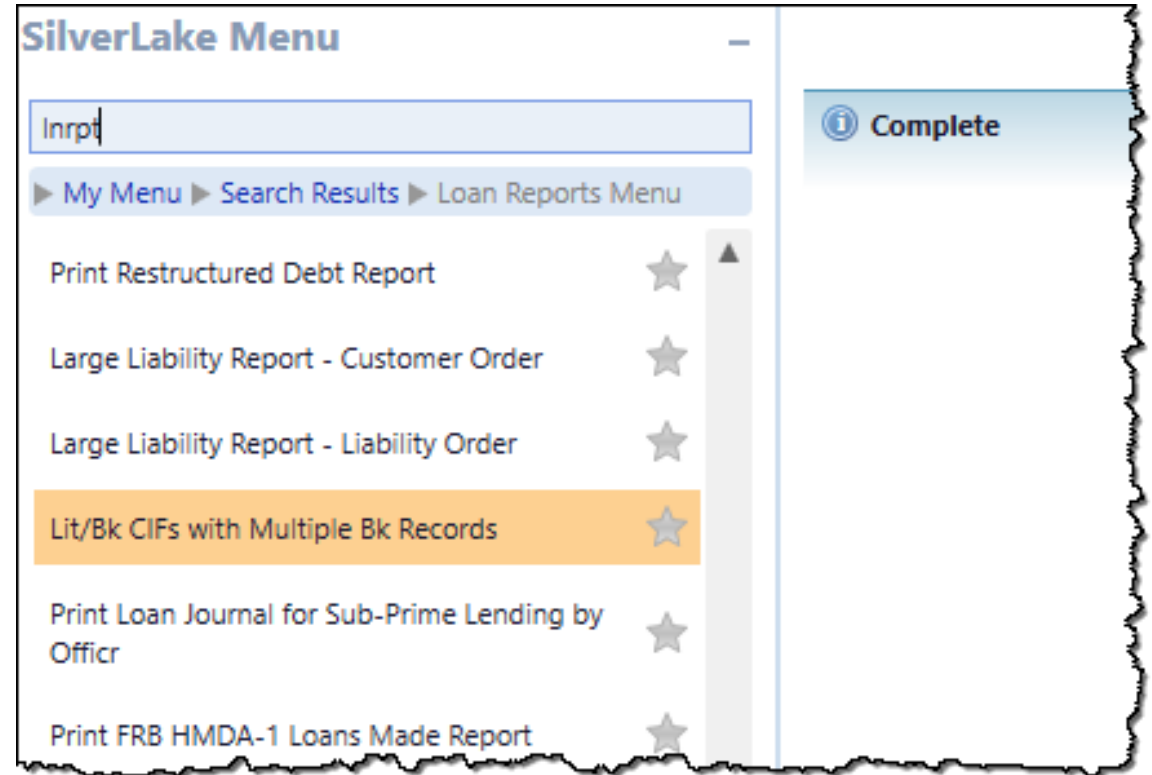 SilverLake Menu
lnrpt
Complete
My Menu Search Results Loan Reports Menu
Print Restructured Debt Report
Large Liability Report - Customer Order
Large Liability Report - Liability Order
Lit/Bk CIFs with Multiple Bk Records
Print Loan Journal for Sub-Prime Lending by
Officr
Print FRB HMDA-1 Loans Made Report